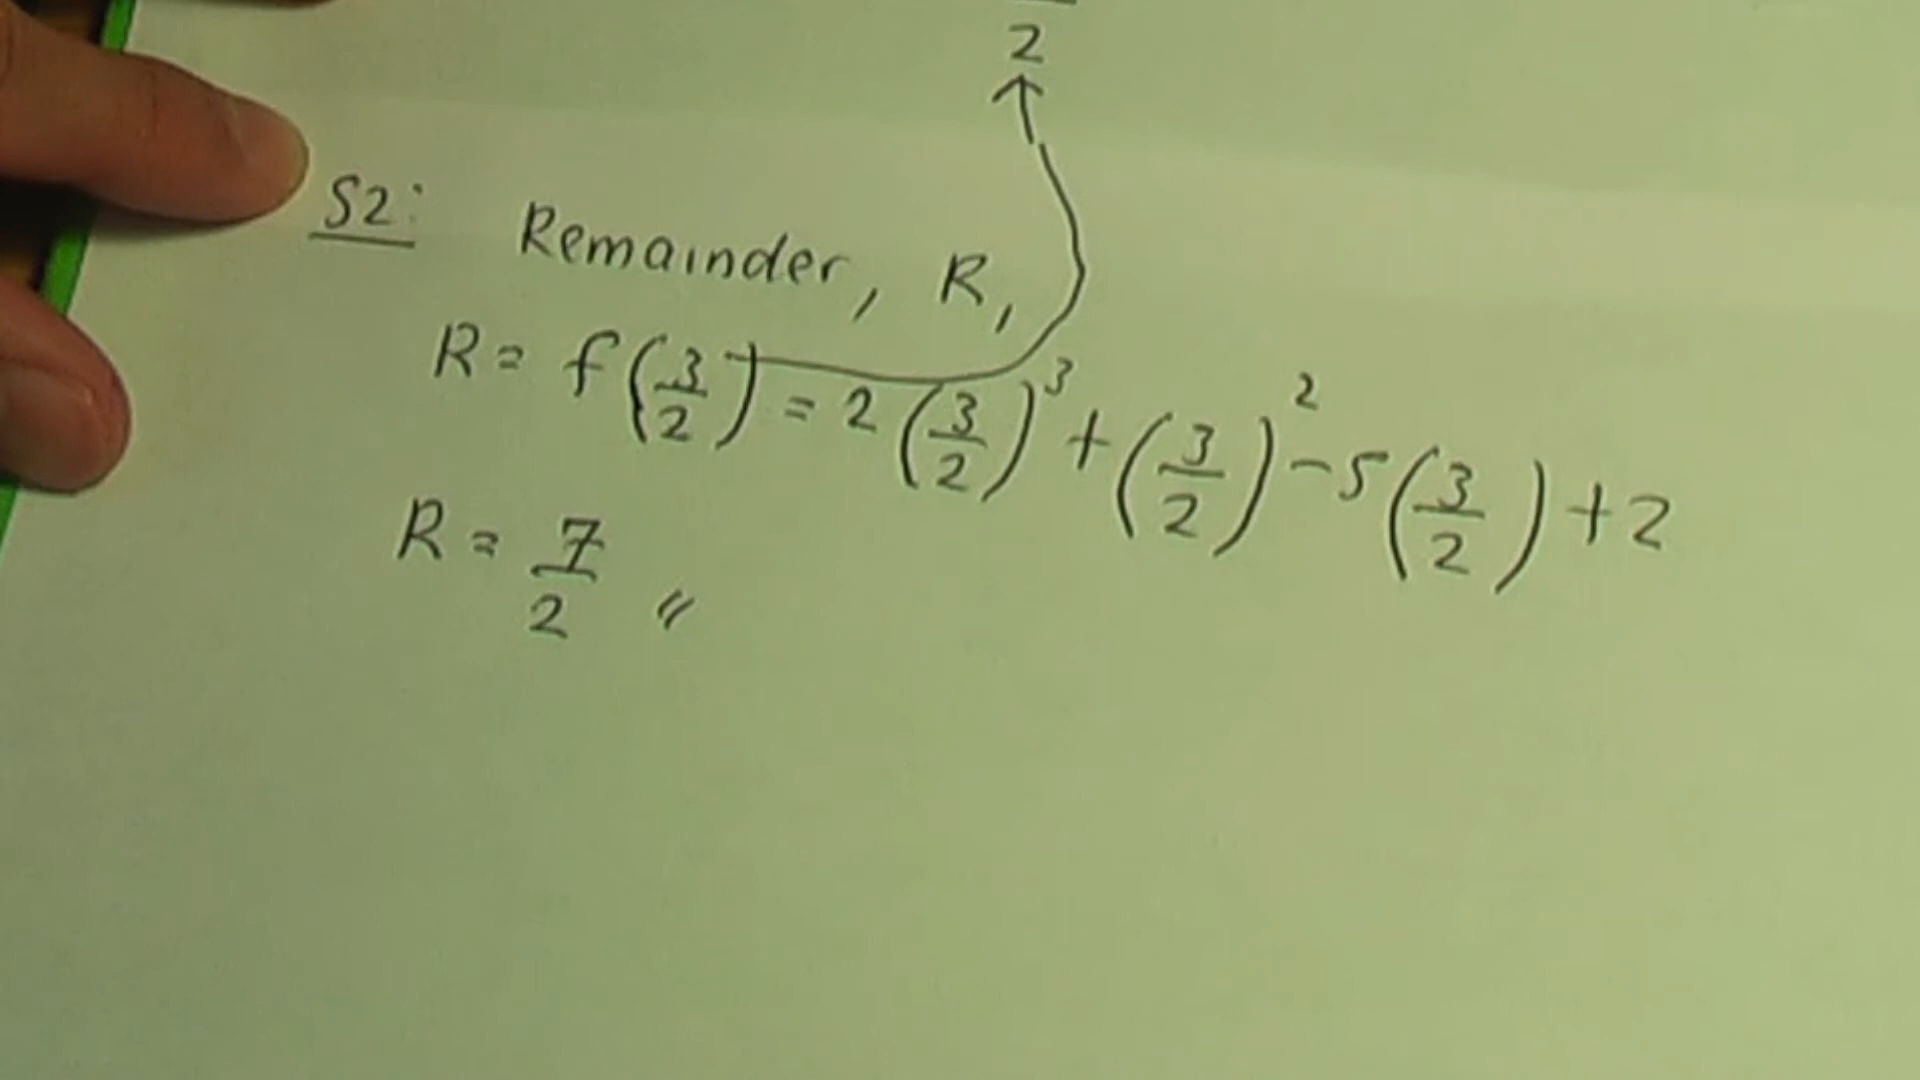 2
S2: Remainder, R,
R = f(3/2) = 2(3/2)³ + (3/2)² - 5(3/2) + 2
R = 7/2 "